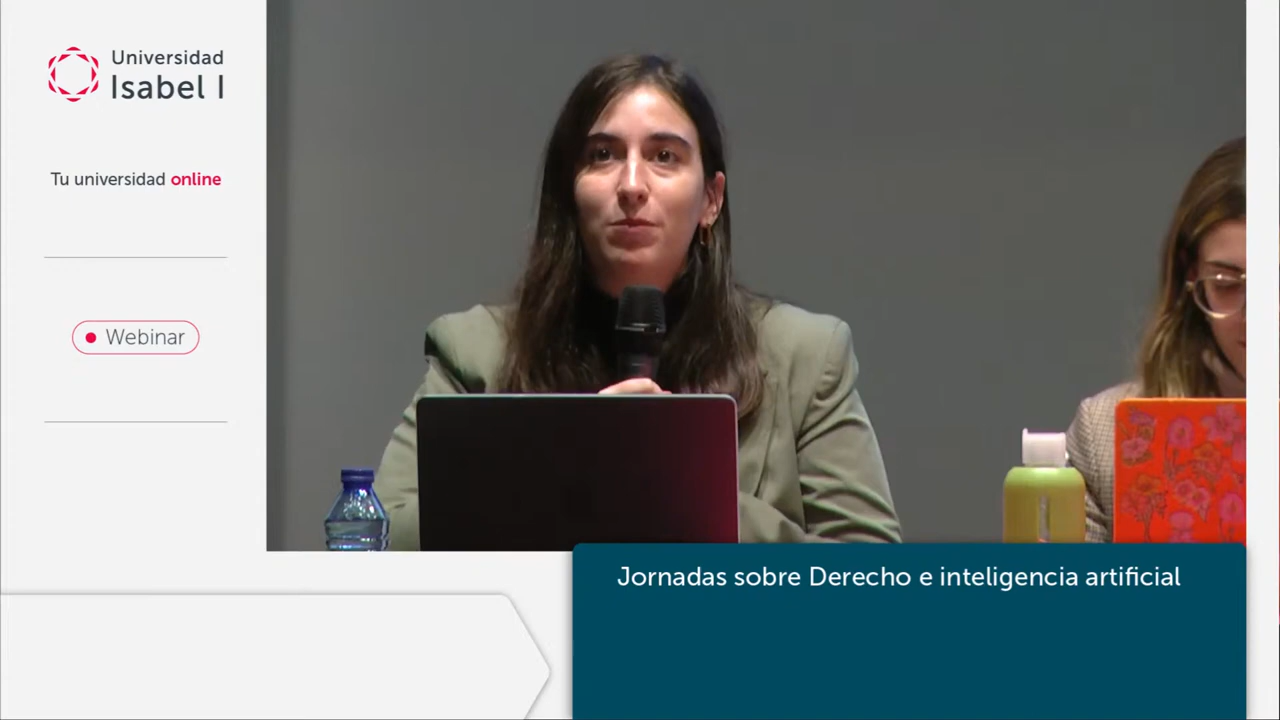 Universidad
Isabel I
Tu universidad online
Webinar
Jornadas sobre Derecho e inteligencia artificial